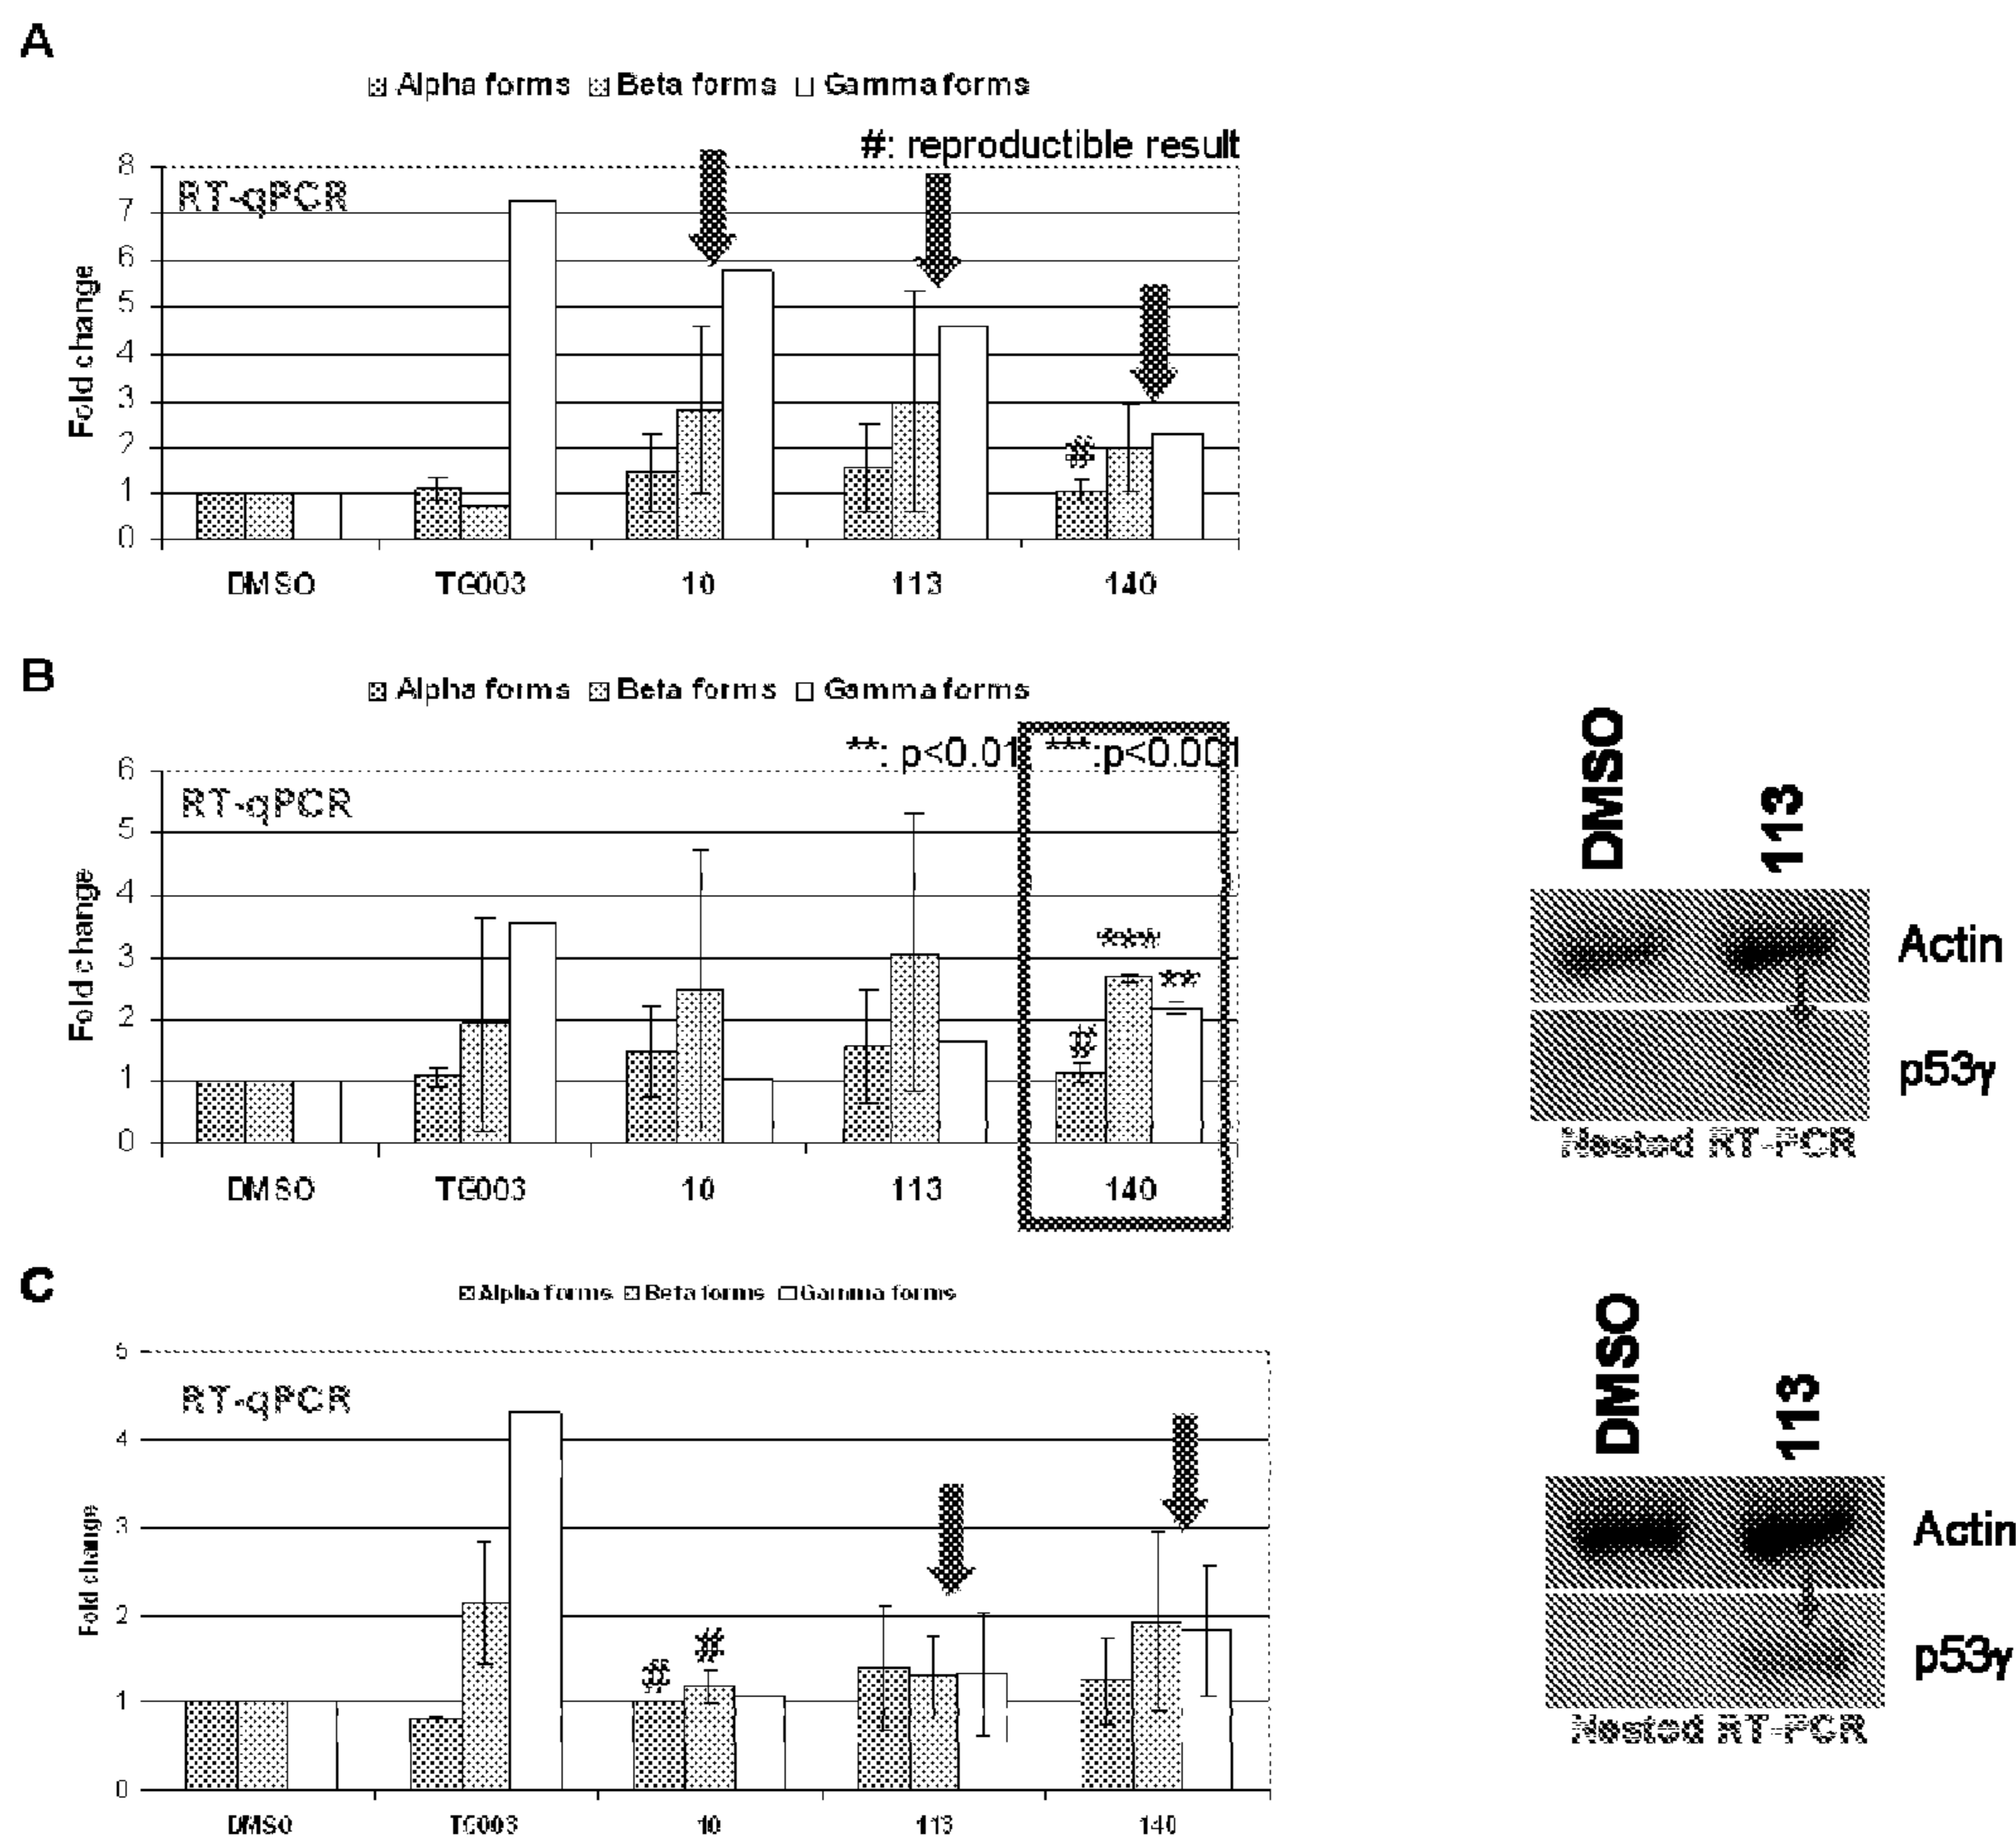 A
Alpha forms Beta forms Gamma forms
#: reproductible result
RT-qPCR
Fold change
8
7
6
5
4
3
2
1
0
#
DMSO TG003 10 113 140
B
Alpha forms Beta forms Gamma forms
**: p<0.01 ***:p<0.001
RT-qPCR
Fold change
6
5
4
3
2
1
0
***
**
#
DMSO TG003 10 113 140
DMSO 113
Actin
p53γ
Nested RT-PCR
C
Alpha forms Beta forms Gamma forms
RT-qPCR
Fold change
5
4
3
2
1
0
# #
DMSO TG003 10 113 140
DMSO 113
Actin
p53γ
Nested RT-PCR